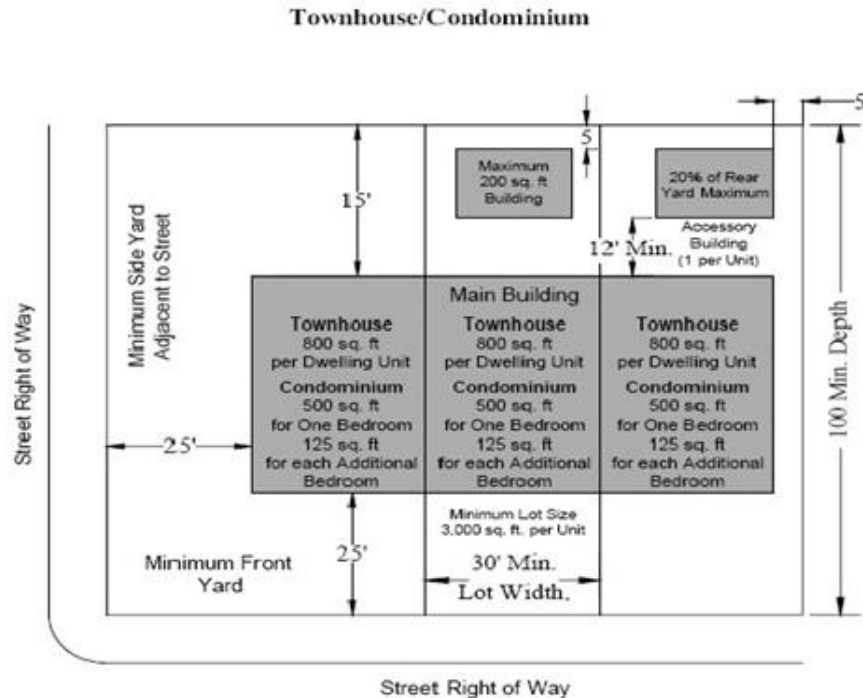 Townhouse/Condominium
5
5
Maximum
200 sq. ft
Building
20% of Rear
Yard Maximum
15'
Accessory
Building
(1 per Unit)
12' Min.
Minimum Side Yard
Adjacent to Street
Street Right of Way
100 Min. Depth
Main Building
Townhouse
800 sq. ft
per Dwelling Unit
Condominium
500 sq. ft
for One Bedroom
125 sq. ft
for each Additional
Bedroom
Townhouse
800 sq. ft
per Dwelling Unit
Condominium
500 sq. ft
for One Bedroom
125 sq. ft
for each Additional
Bedroom
Townhouse
800 sq. ft
per Dwelling Unit
Condominium
500 sq. ft
for One Bedroom
125 sq. ft
for each Additional
Bedroom
25'
Minimum Lot Size
3,000 sq. ft. per Unit
25'
Minimum Front
Yard
30' Min.
Lot Width.
Street Right of Way